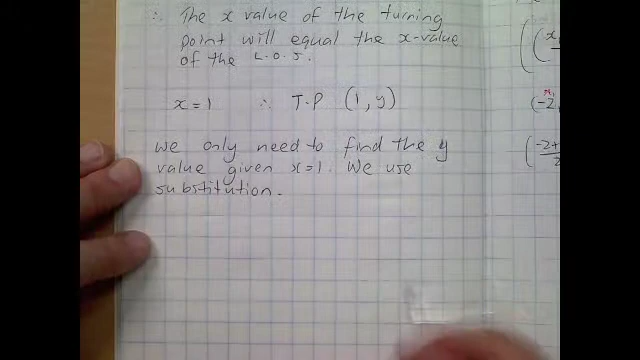 ∴ The x value of the turning
point will equal the x-value
of the L.O.S.
x=1 ∴ T.P (1, y)
we only need to find the y
value given x=1. We use
substitution.
(-2,